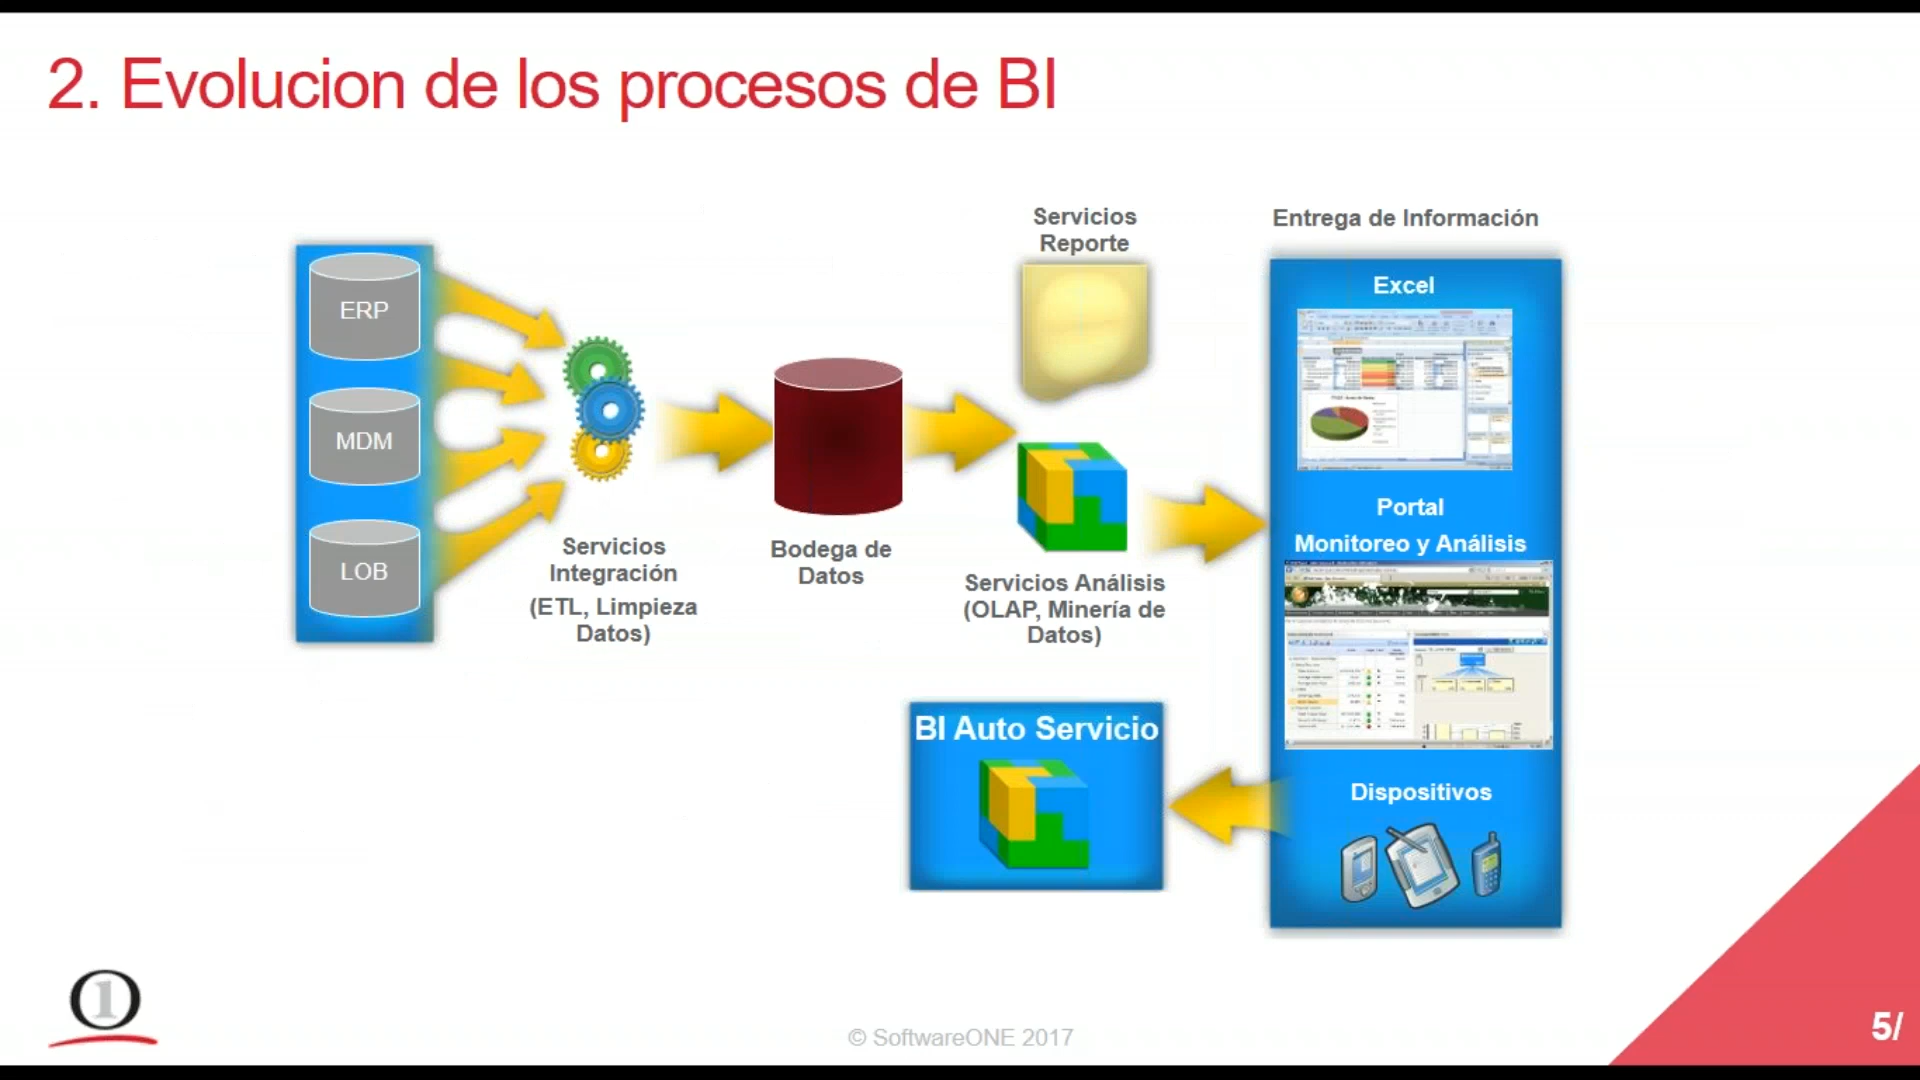 2. Evolucion de los procesos de BI
ERP
MDM
LOB
Servicios
Integración
(ETL, Limpieza
Datos)
Bodega de
Datos
Servicios
Reporte
Servicios Análisis
(OLAP, Minería de
Datos)
Entrega de Información
Excel
Portal
Monitoreo y Análisis
Dispositivos
BI Auto Servicio
1
© SoftwareONE 2017
5/